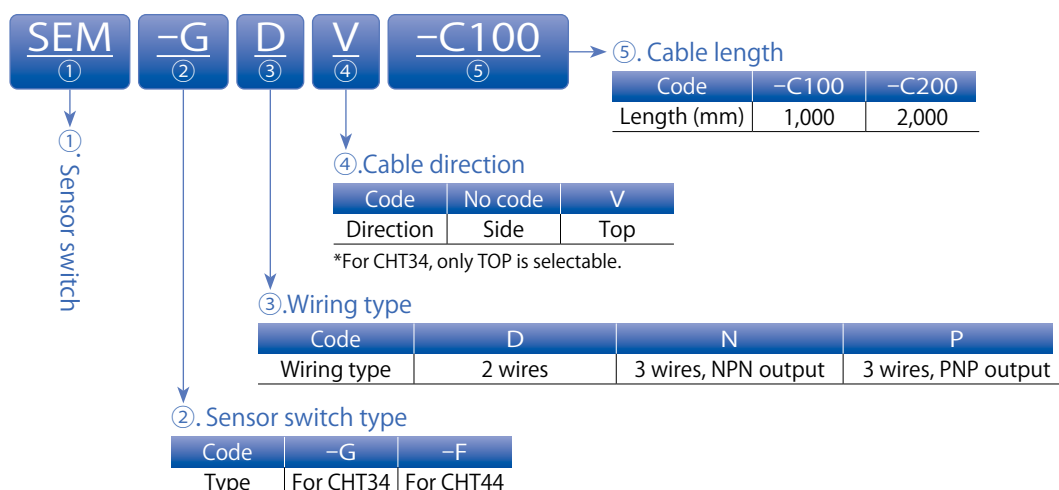 SEM -G D V -C100
① ② ③ ④ ⑤
⑤. Cable length
Code -C100 -C200
Length (mm) 1,000 2,000
①. Sensor switch
④.Cable direction
Code No code V
Direction Side Top
*For CHT34, only TOP is selectable.
③.Wiring type
Code D N P
Wiring type 2 wires 3 wires, NPN output 3 wires, PNP output
②. Sensor switch type
Code -G -F
Type For CHT34 For CHT44